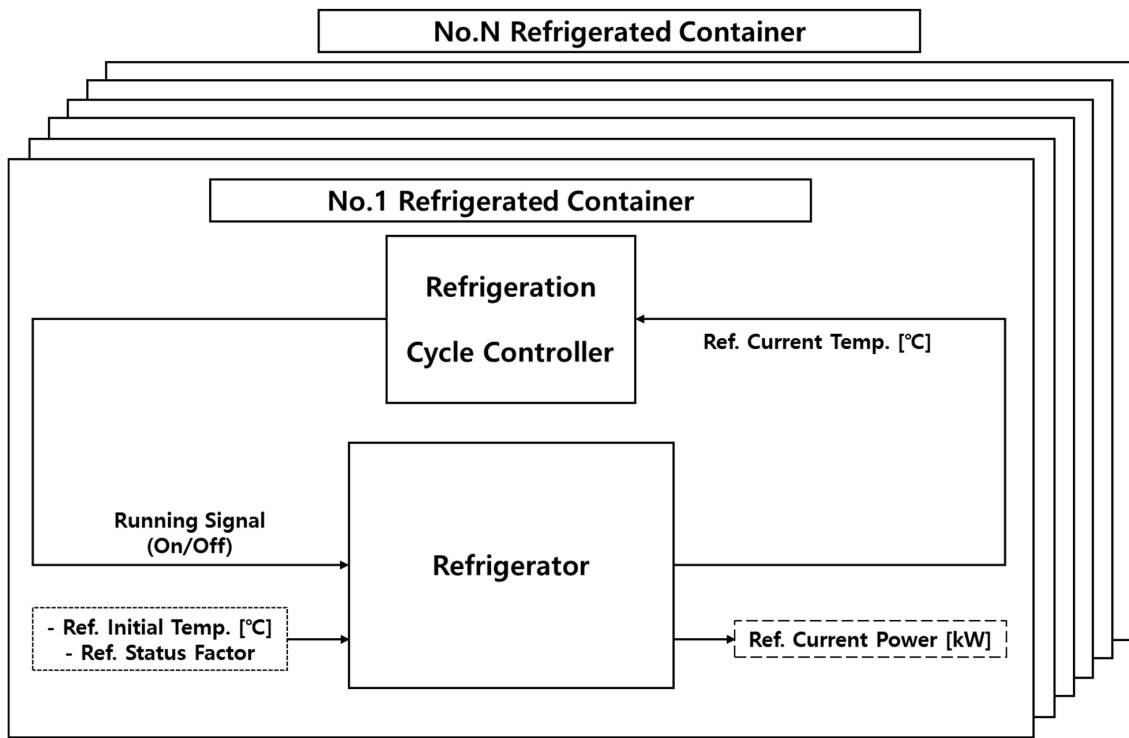 No.N Refrigerated Container
No.1 Refrigerated Container
Refrigeration
Cycle Controller
Ref. Current Temp. [℃]
Running Signal
(On/Off)
Refrigerator
- Ref. Initial Temp. [℃]
- Ref. Status Factor
Ref. Current Power [kW]